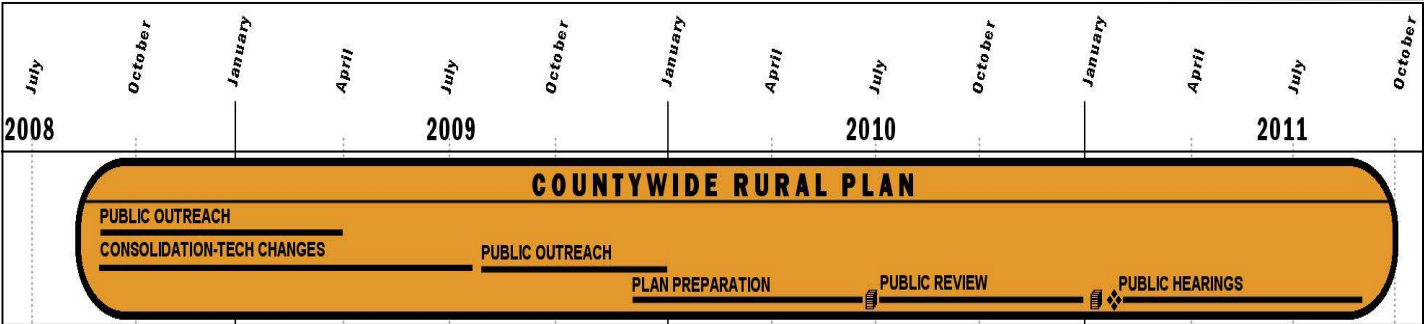 July October January April July October January April July October January April July October
2008 2009 2010 2011
COUNTYWIDE RURAL PLAN
PUBLIC OUTREACH
CONSOLIDATION-TECH CHANGES
PUBLIC OUTREACH
PLAN PREPARATION
PUBLIC REVIEW
PUBLIC HEARINGS